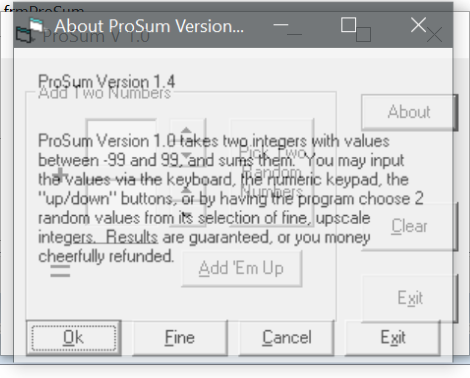 frmProSum
ProSum V 1.0
About ProSum Version...
ProSum Version 1.4
Add Two Numbers
About
ProSum Version 1.0 takes two integers with values
between -99 and 99, and sums them. You may input
the values via the keyboard, the numeric keypad, the
"up/down" buttons, or by having the program choose 2
random values from its selection of fine, upscale
integers. Results are guaranteed, or you money
cheerfully refunded.
+
Pick Two
Random
Numbers
Clear
=
Add 'Em Up
Exit
Ok
Fine
Cancel
Exit